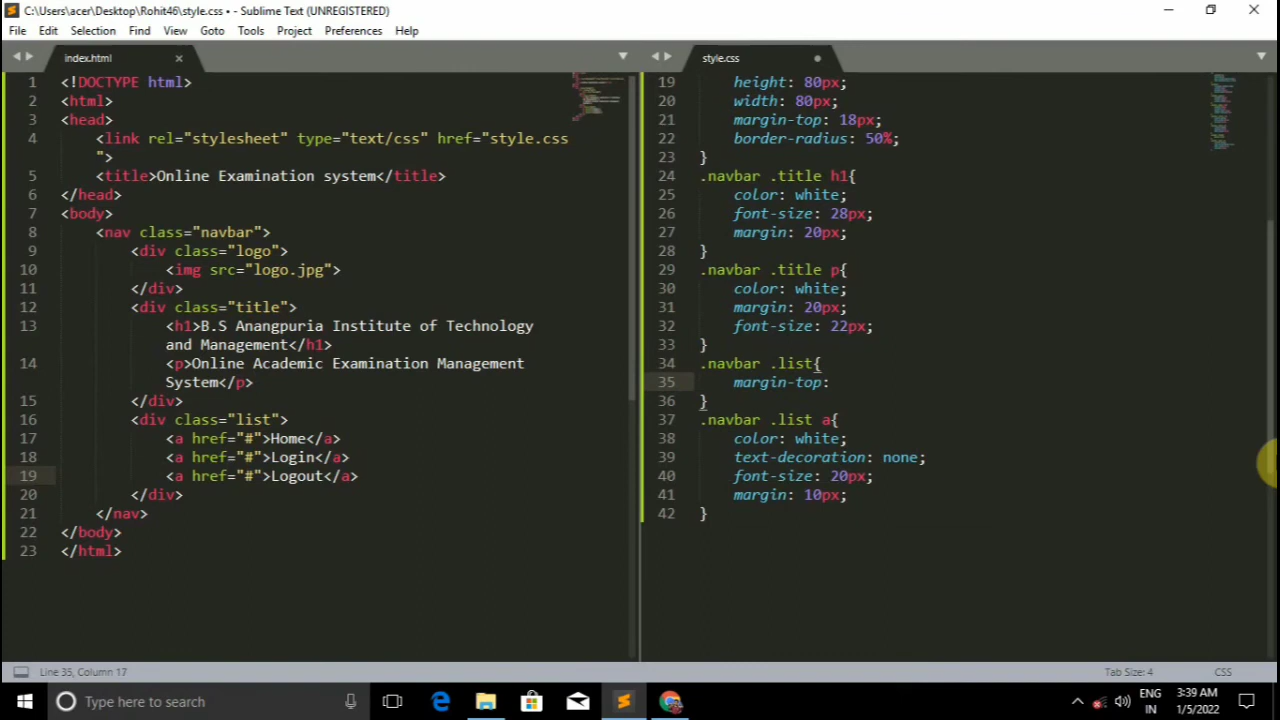 C:\Users\acer\Desktop\Rohit46\style.css • - Sublime Text (UNREGISTERED)
File Edit Selection Find View Goto Tools Project Preferences Help
index.html
1 <!DOCTYPE html>
2 <html>
3 <head>
4 <link rel="stylesheet" type="text/css" href="style.css
">
5 <title>Online Examination system</title>
6 </head>
7 <body>
8 <nav class="navbar">
9 <div class="logo">
10 <img src="logo.jpg">
11 </div>
12 <div class="title">
13 <h1>B.S Anangpuria Institute of Technology
and Management</h1>
14 <p>Online Academic Examination Management
System</p>
15 </div>
16 <div class="list">
17 <a href="#">Home</a>
18 <a href="#">Login</a>
19 <a href="#">Logout</a>
20 </div>
21 </nav>
22 </body>
23 </html>
style.css
19 height: 80px;
20 width: 80px;
21 margin-top: 18px;
22 border-radius: 50%;
23 }
24 .navbar .title h1{
25 color: white;
26 font-size: 28px;
27 margin: 20px;
28 }
29 .navbar .title p{
30 color: white;
31 margin: 20px;
32 font-size: 22px;
33 }
34 .navbar .list{
35 margin-top:
36 }
37 .navbar .list a{
38 color: white;
39 text-decoration: none;
40 font-size: 20px;
41 margin: 10px;
42 }
Line 35, Column 17
Tab Size: 4
CSS
Type here to search
ENG
IN
3:39 AM
1/5/2022